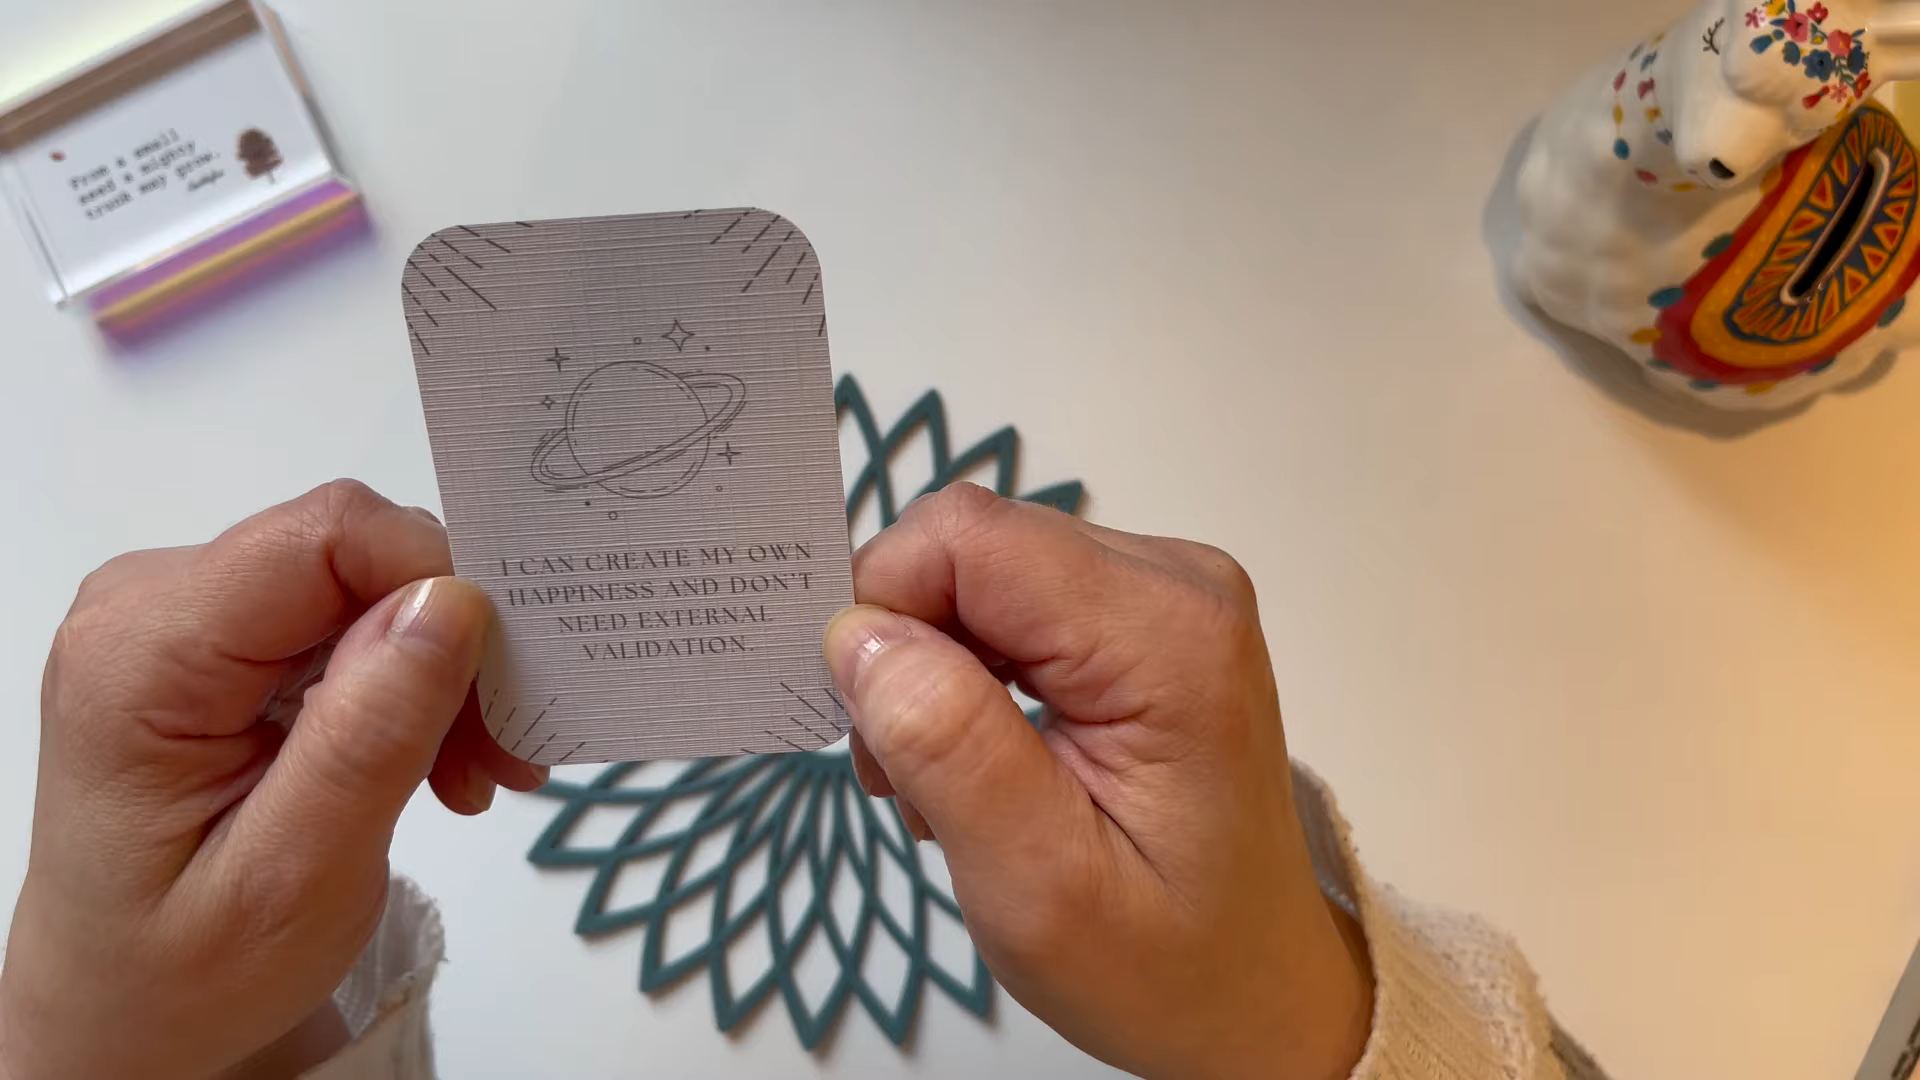 From a small
seed a mighty
trunk may grow.
I CAN CREATE MY OWN
HAPPINESS AND DON'T
NEED EXTERNAL
VALIDATION.